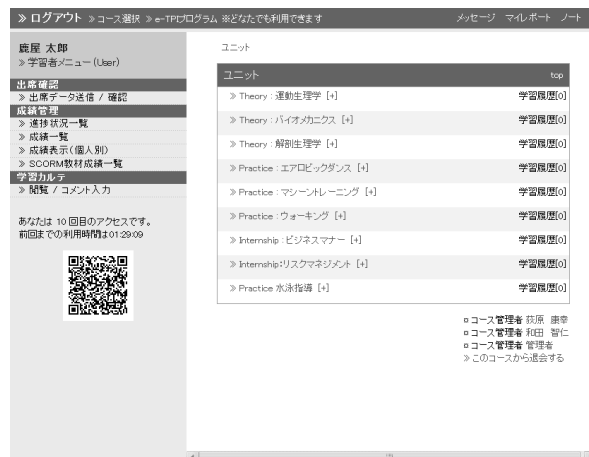 » ログアウト » コース選択 » e-TPEプログラム ※どなたでも利用できます メッセージ マイレポート ノート
鹿屋 太郎
» 学習者メニュー(User)
出席確認
» 出席データ送信 / 確認
成績管理
» 進捗状況一覧
» 成績一覧
» 成績表示(個人別)
» SCORM教材成績一覧
学習カルテ
» 閲覧 / コメント入力
あなたは 10 回目のアクセスです。
前回までの利用時間は01:29:09
ユニット
ユニット top
» Theory : 運動生理学 [+] 学習履歴[0]
» Theory : バイオメカニクス [+] 学習履歴[0]
» Theory : 解剖生理学 [+] 学習履歴[0]
» Practice : エアロビックダンス [+] 学習履歴[0]
» Practice : マシーントレーニング [+] 学習履歴[0]
» Practice : ウォーキング [+] 学習履歴[0]
» Internship : ビジネスマナー [+] 学習履歴[0]
» Internship:リスクマネジメント [+] 学習履歴[0]
» Practice 水泳指導 [+] 学習履歴[0]
¤ コース管理者 荻原 康幸
¤ コース管理者 和田 智仁
¤ コース管理者 管理者
» このコースから退会する